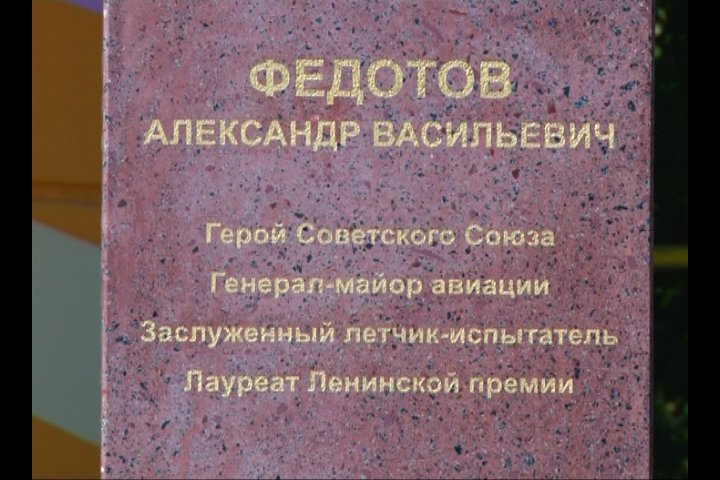 ФЕДОТОВ
АЛЕКСАНДР ВАСИЛЬЕВИЧ
Герой Советского Союза
Генерал-майор авиации
Заслуженный летчик-испытатель
Лауреат Ленинской премии